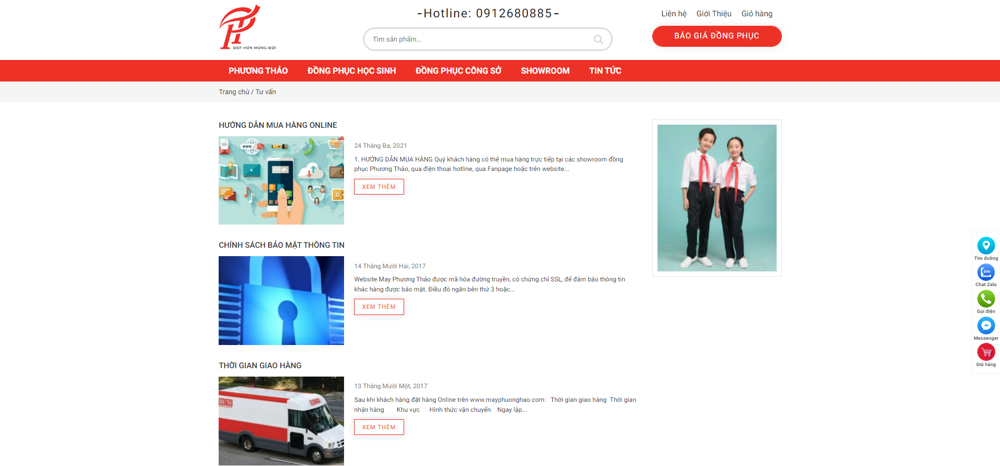 ĐẸP HƠN MONG ĐỢI
-Hotline: 0912680885-
Tìm sản phẩm...
Liên hệ Giới Thiệu Giỏ hàng
BÁO GIÁ ĐỒNG PHỤC
PHƯƠNG THẢO ĐỒNG PHỤC HỌC SINH ĐỒNG PHỤC CÔNG SỞ SHOWROOM TIN TỨC
Trang chủ / Tư vấn
HƯỚNG DẪN MUA HÀNG ONLINE
WWW
24 Tháng Ba, 2021
1. HƯỚNG DẪN MUA HÀNG Quý khách hàng có thể mua hàng trực tiếp tại các showroom đồng
phục Phương Thảo, qua điện thoại hotline, qua Fanpage hoặc trên website...
XEM THÊM
CHÍNH SÁCH BẢO MẬT THÔNG TIN
14 Tháng Mười Hai, 2017
Website May Phương Thảo được mã hóa đường truyền, có chứng chỉ SSL, để đảm bảo thông tin
khác hàng được bảo mật. Điều đó ngăn bên thứ 3 hoặc...
XEM THÊM
THỜI GIAN GIAO HÀNG
13 Tháng Mười Một, 2017
Sau khi khách hàng đặt hàng Online trên www.mayphuonghao.com: Thời gian giao hàng Thời gian
nhận hàng Khu vực Hình thức vận chuyển Ngay lập...
XEM THÊM
Tìm đường
Zalo
Chat Zalo
Gọi điện
Messenger
Giỏ hàng